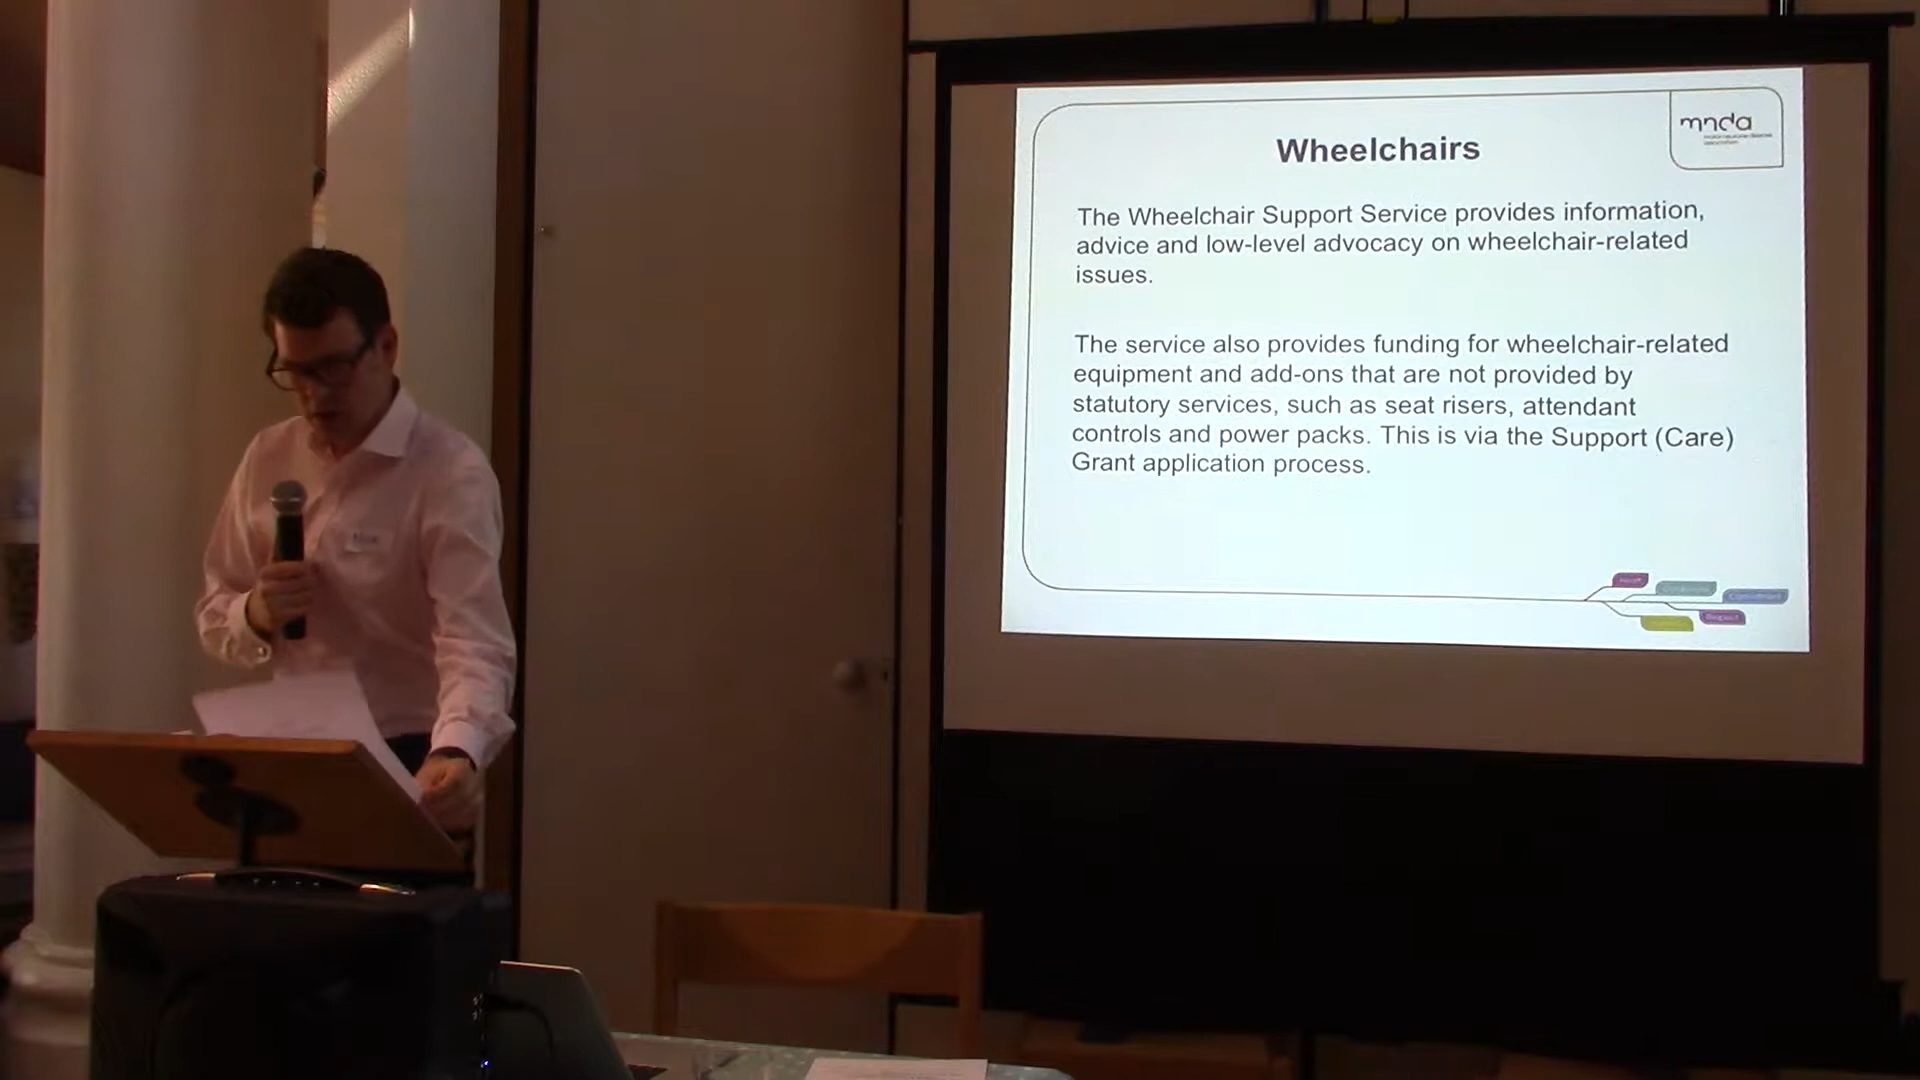 Wheelchairs
mnda
The Wheelchair Support Service provides information,
advice and low-level advocacy on wheelchair-related
issues.
The service also provides funding for wheelchair-related
equipment and add-ons that are not provided by
statutory services, such as seat risers, attendant
controls and power packs. This is via the Support (Care)
Grant application process.